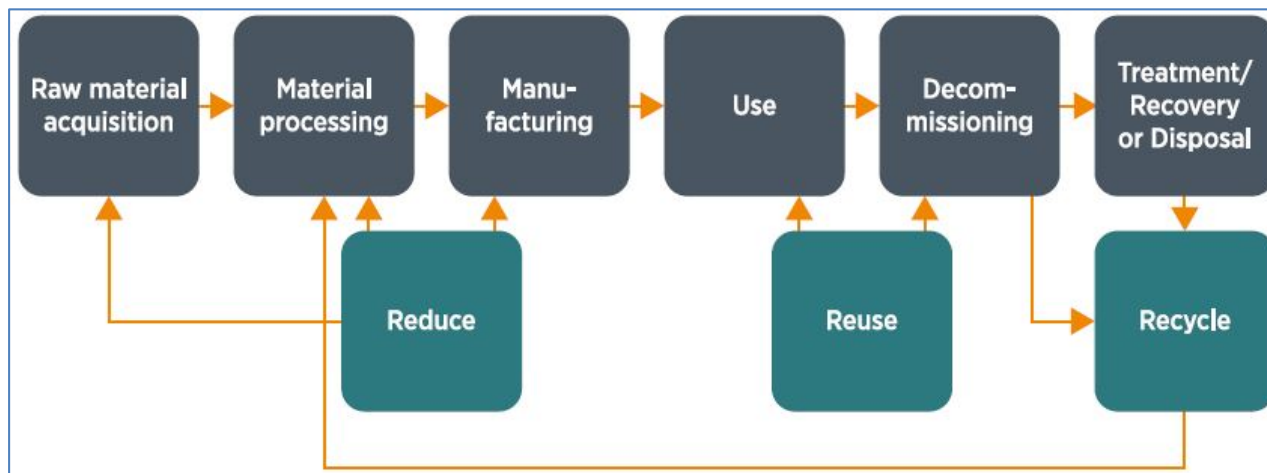 Raw material
acquisition
Material
processing
Manu-
facturing
Use
Decom-
missioning
Treatment/
Recovery
or Disposal
Reduce
Reuse
Recycle